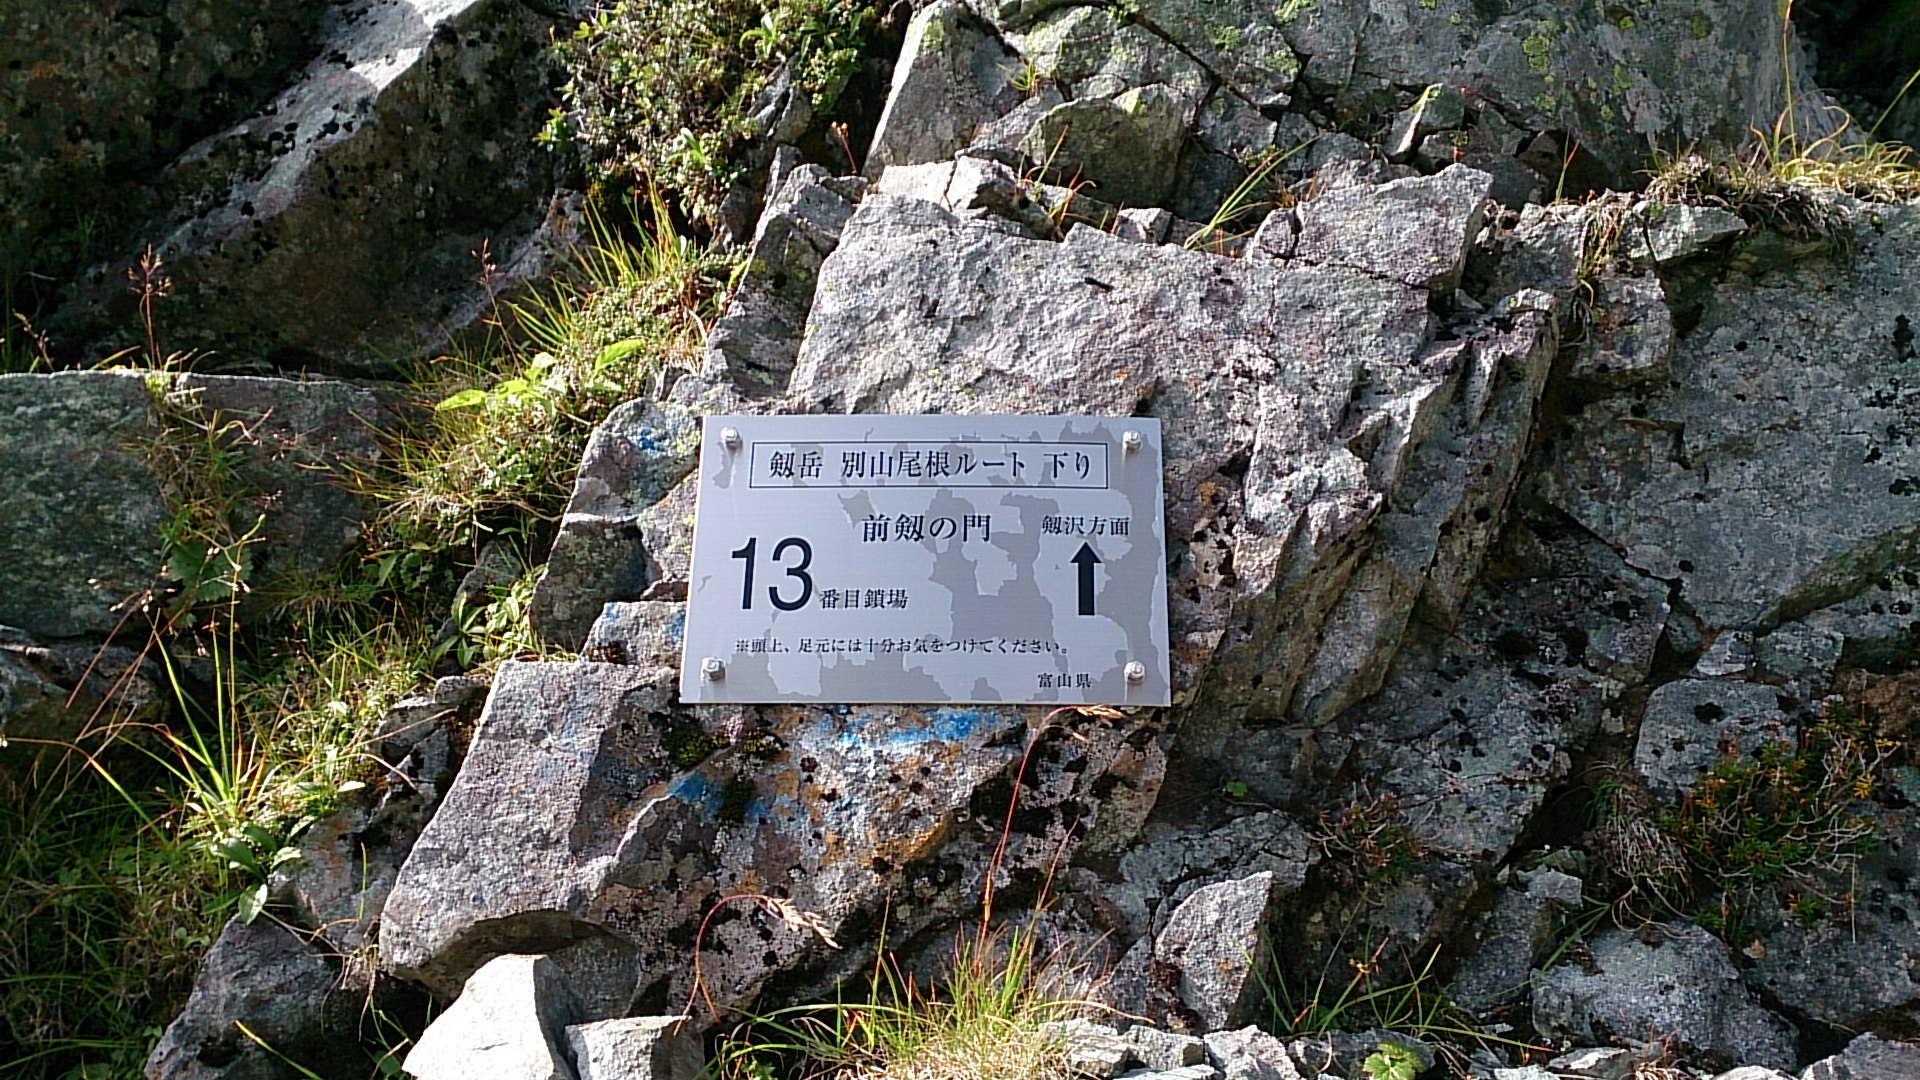 剱岳 別山尾根ルート 下り
前剱の門
剱沢方面
13番目鎖場
※頭上、足元には十分お気をつけてください。
富山県